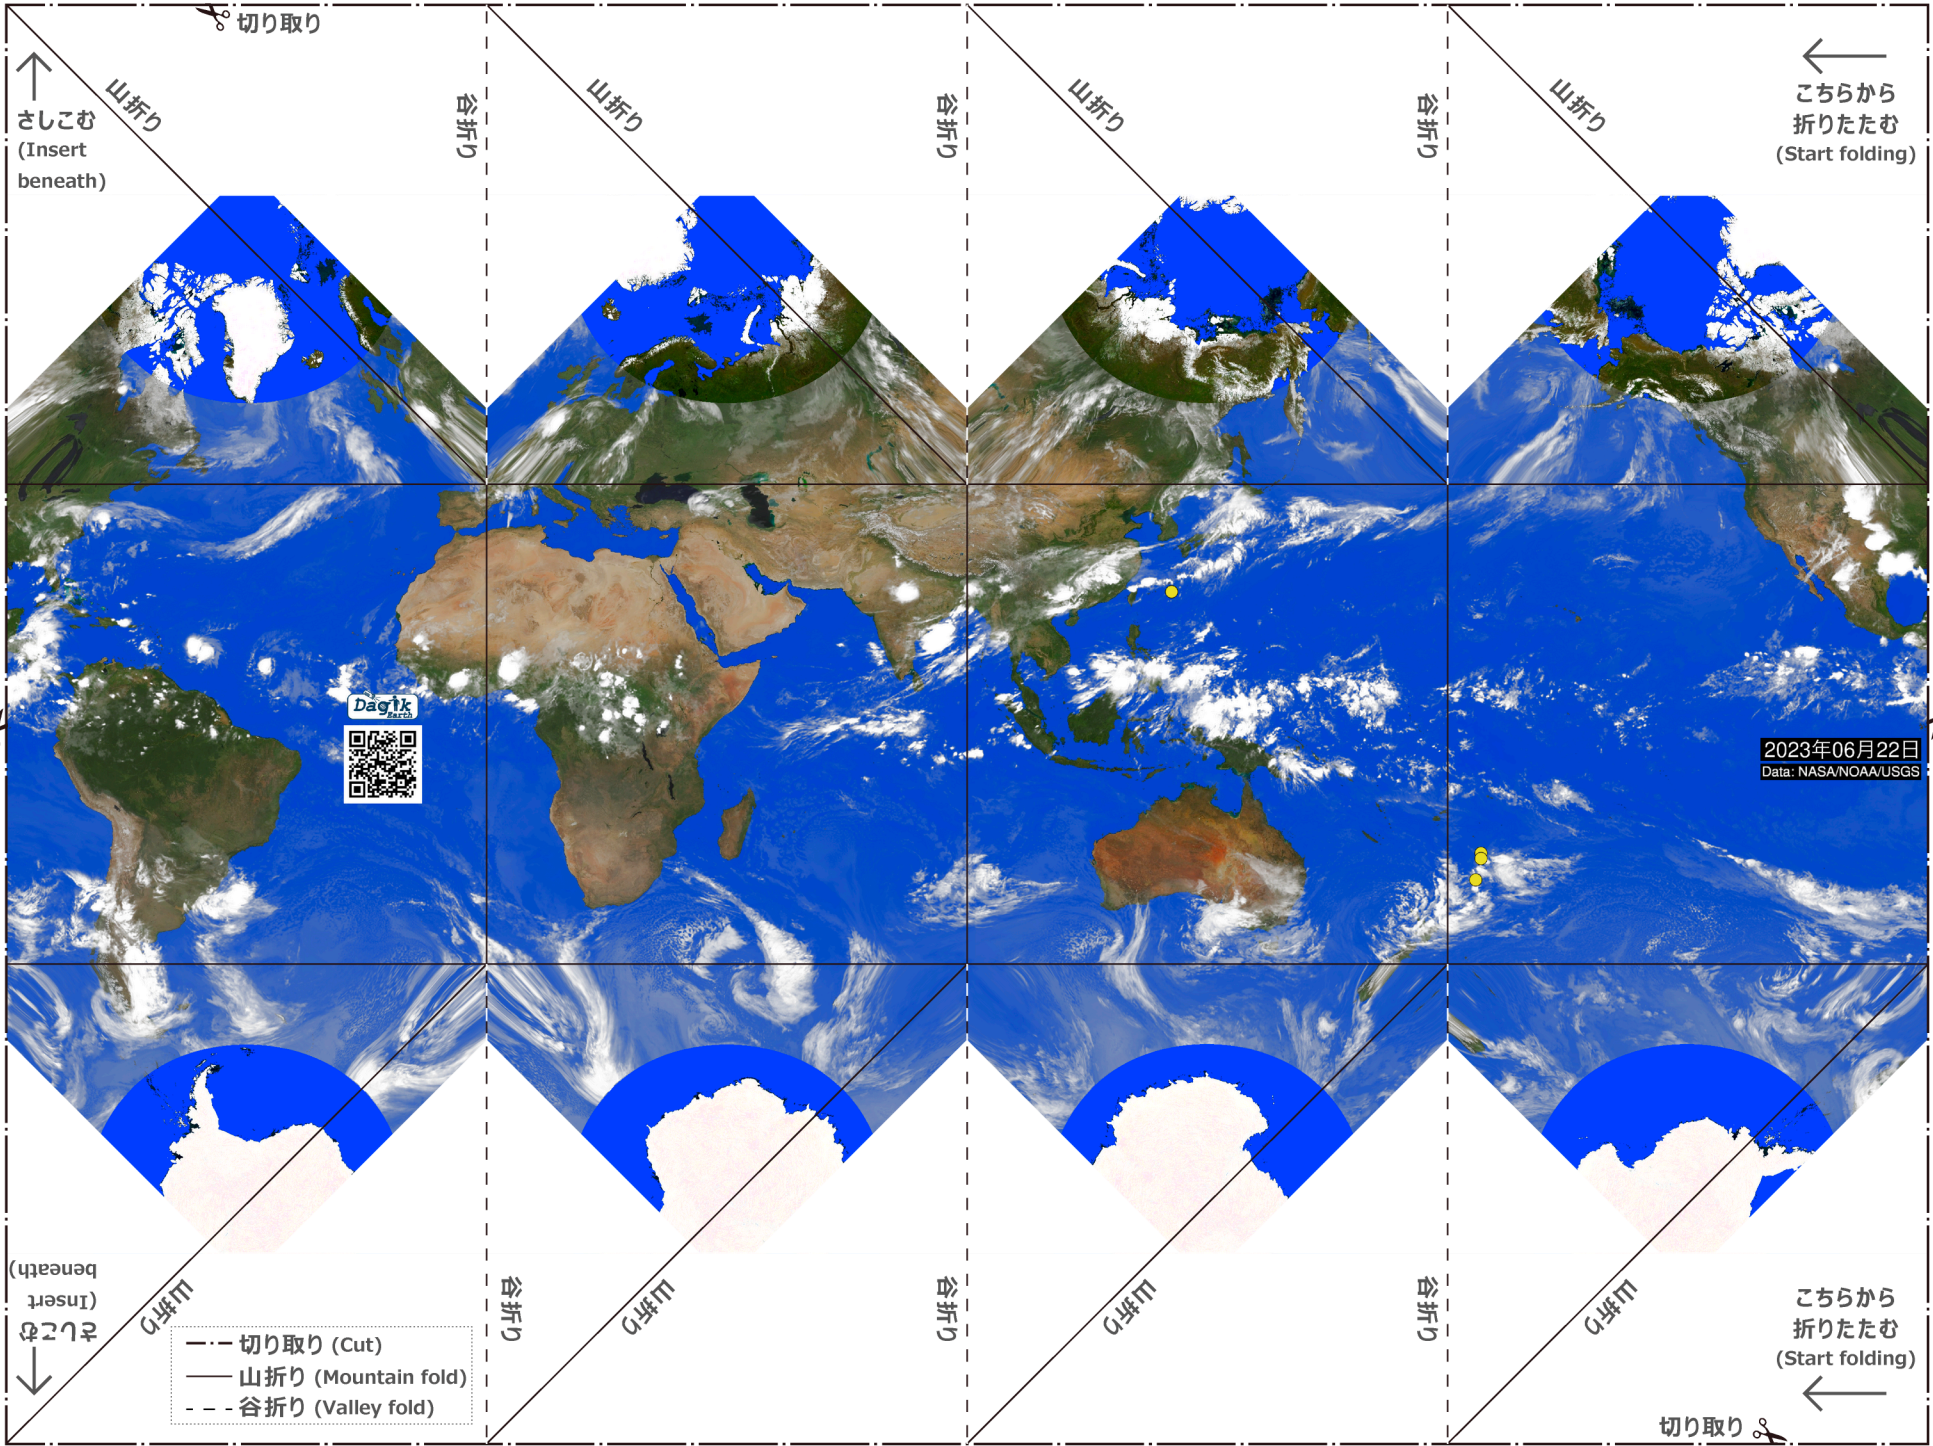 切り取り
山折り
谷折り
山折り
谷折り
山折り
谷折り
山折り
さしこむ
(Insert
beneath)
こちらから
折りたたむ
(Start folding)
Dagik
Earth
2023年06月22日
Data: NASA/NOAA/USGS
さしこむ
(Insert
beneath)
山折り
谷折り
山折り
谷折り
山折り
谷折り
山折り
こちらから
折りたたむ
(Start folding)
切り取り (Cut)
山折り (Mountain fold)
谷折り (Valley fold)
切り取り